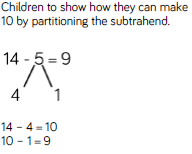 Children to show how they can make
10 by partitioning the subtrahend.
14 - 5 = 9
4 1
14 - 4 = 10
10 - 1 = 9